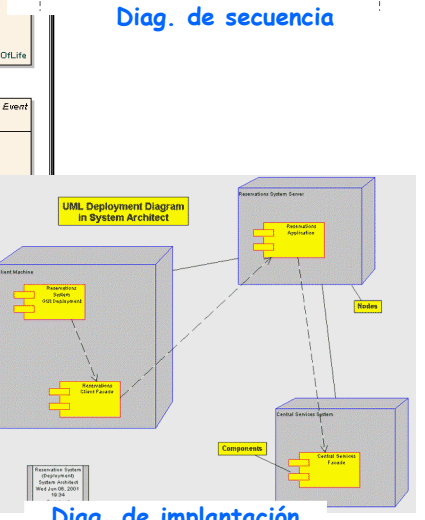 Diag. de secuencia
OfLife
Event
UML Deployment Diagram
in System Architect
Reservations System Server
Reservations
Application
lient Machine
Reservations
System
GUI Deployment
Nodes
Reservations
Client Facade
Central Services System
Components
Central Services
Facade
Reservation System
(Deployment)
System Architect
Wed Jun 06, 2001
19:34
Diag. de implantación